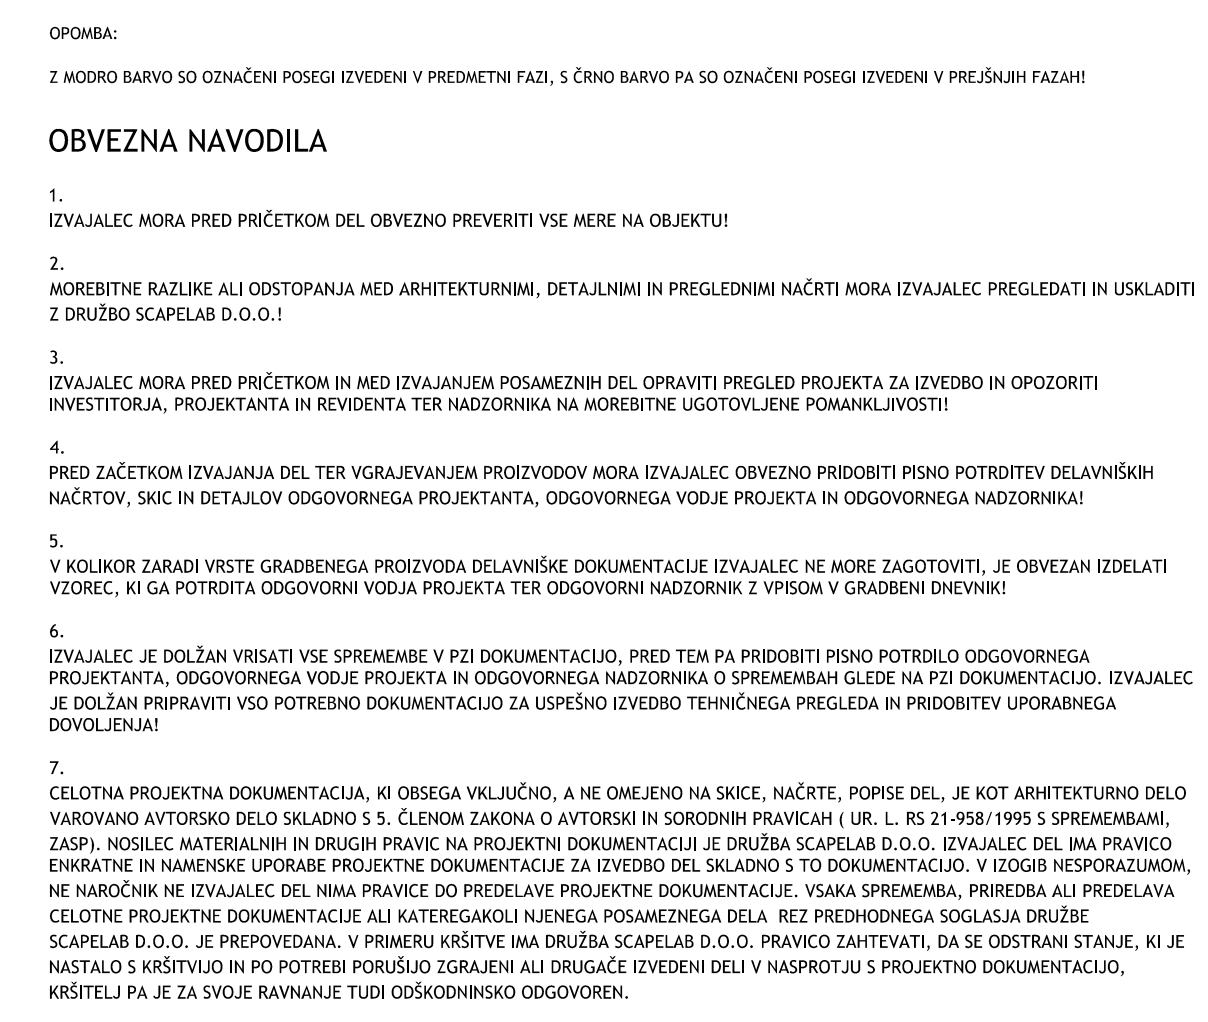 OPOMBA:
Z MODRO BARVO SO OZNAČENI POSEGI IZVEDENI V PREDMETNI FAZI, S ČRNO BARVO PA SO OZNAČENI POSEGI IZVEDENI V PREJŠNJIH FAZAH!
OBVEZNA NAVODILA
1.
IZVAJALEC MORA PRED PRIČETKOM DEL OBVEZNO PREVERITI VSE MERE NA OBJEKTU!
2.
MOREBITNE RAZLIKE ALI ODSTOPANJA MED ARHITEKTURNIMI, DETAJLNIMI IN PREGLEDNIMI NAČRTI MORA IZVAJALEC PREGLEDATI IN USKLADITI
Z DRUŽBO SCAPELAB D.O.O.!
3.
IZVAJALEC MORA PRED PRIČETKOM IN MED IZVAJANJEM POSAMEZNIH DEL OPRAVITI PREGLED PROJEKTA ZA IZVEDBO IN OPOZORITI
INVESTITORJA, PROJEKTANTA IN REVIDENTA TER NADZORNIKA NA MOREBITNE UGOTOVLJENE POMANKLJIVOSTI!
4.
PRED ZAČETKOM IZVAJANJA DEL TER VGRAJEVANJEM PROIZVODOV MORA IZVAJALEC OBVEZNO PRIDOBITI PISNO POTRDITEV DELAVNIŠKIH
NAČRTOV, SKIC IN DETAJLOV ODGOVORNEGA PROJEKTANTA, ODGOVORNEGA VODJE PROJEKTA IN ODGOVORNEGA NADZORNIKA!
5.
V KOLIKOR ZARADI VRSTE GRADBENEGA PROIZVODA DELAVNIŠKE DOKUMENTACIJE IZVAJALEC NE MORE ZAGOTOVITI, JE OBVEZAN IZDELATI
VZOREC, KI GA POTRDITA ODGOVORNI VODJA PROJEKTA TER ODGOVORNI NADZORNIK Z VPISOM V GRADBENI DNEVNIK!
6.
IZVAJALEC JE DOLŽAN VRISATI VSE SPREMEMBE V PZI DOKUMENTACIJO, PRED TEM PA PRIDOBITI PISNO POTRDILO ODGOVORNEGA
PROJEKTANTA, ODGOVORNEGA VODJE PROJEKTA IN ODGOVORNEGA NADZORNIKA O SPREMEMBAH GLEDE NA PZI DOKUMENTACIJO. IZVAJALEC
JE DOLŽAN PRIPRAVITI VSO POTREBNO DOKUMENTACIJO ZA USPEŠNO IZVEDBO TEHNIČNEGA PREGLEDA IN PRIDOBITEV UPORABNEGA
DOVOLJENJA!
7.
CELOTNA PROJEKTNA DOKUMENTACIJA, KI OBSEGA VKLJUČNO, A NE OMEJENO NA SKICE, NAČRTE, POPISE DEL, JE KOT ARHITEKTURNO DELO
VAROVANO AVTORSKO DELO SKLADNO S 5. ČLENOM ZAKONA O AVTORSKI IN SORODNIH PRAVICAH ( UR. L. RS 21-958/1995 S SPREMEMBAMI,
ZASP). NOSILEC MATERIALNIH IN DRUGIH PRAVIC NA PROJEKTNI DOKUMENTACIJI JE DRUŽBA SCAPELAB D.O.O. IZVAJALEC DEL IMA PRAVICO
ENKRATNE IN NAMENSKE UPORABE PROJEKTNE DOKUMENTACIJE ZA IZVEDBO DEL SKLADNO S TO DOKUMENTACIJO. V IZOGIB NESPORAZUMOM,
NE NAROČNIK NE IZVAJALEC DEL NIMA PRAVICE DO PREDELAVE PROJEKTNE DOKUMENTACIJE. VSAKA SPREMEMBA, PRIREDBA ALI PREDELAVA
CELOTNE PROJEKTNE DOKUMENTACIJE ALI KATEREGAKOLI NJENEGA POSAMEZNEGA DELA  REZ PREDHODNEGA SOGLASJA DRUŽBE
SCAPELAB D.O.O. JE PREPOVEDANA. V PRIMERU KRŠITVE IMA DRUŽBA SCAPELAB D.O.O. PRAVICO ZAHTEVATI, DA SE ODSTRANI STANJE, KI JE
NASTALO S KRŠITVIJO IN PO POTREBI PORUŠIJO ZGRAJENI ALI DRUGAČE IZVEDENI DELI V NASPROTJU S PROJEKTNO DOKUMENTACIJO,
KRŠITELJ PA JE ZA SVOJE RAVNANJE TUDI ODŠKODNINSKO ODGOVOREN.